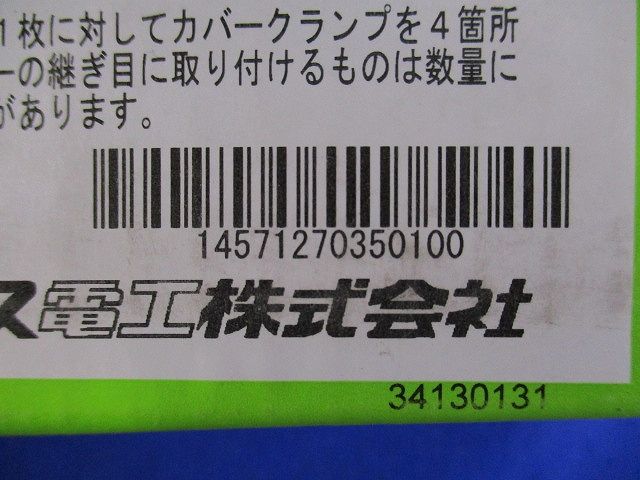 1枚に対してカバークランプを4箇所
ーの継ぎ目に取り付けるものは数量に
があります。
14571270350100
ス電工株式会社
34130131